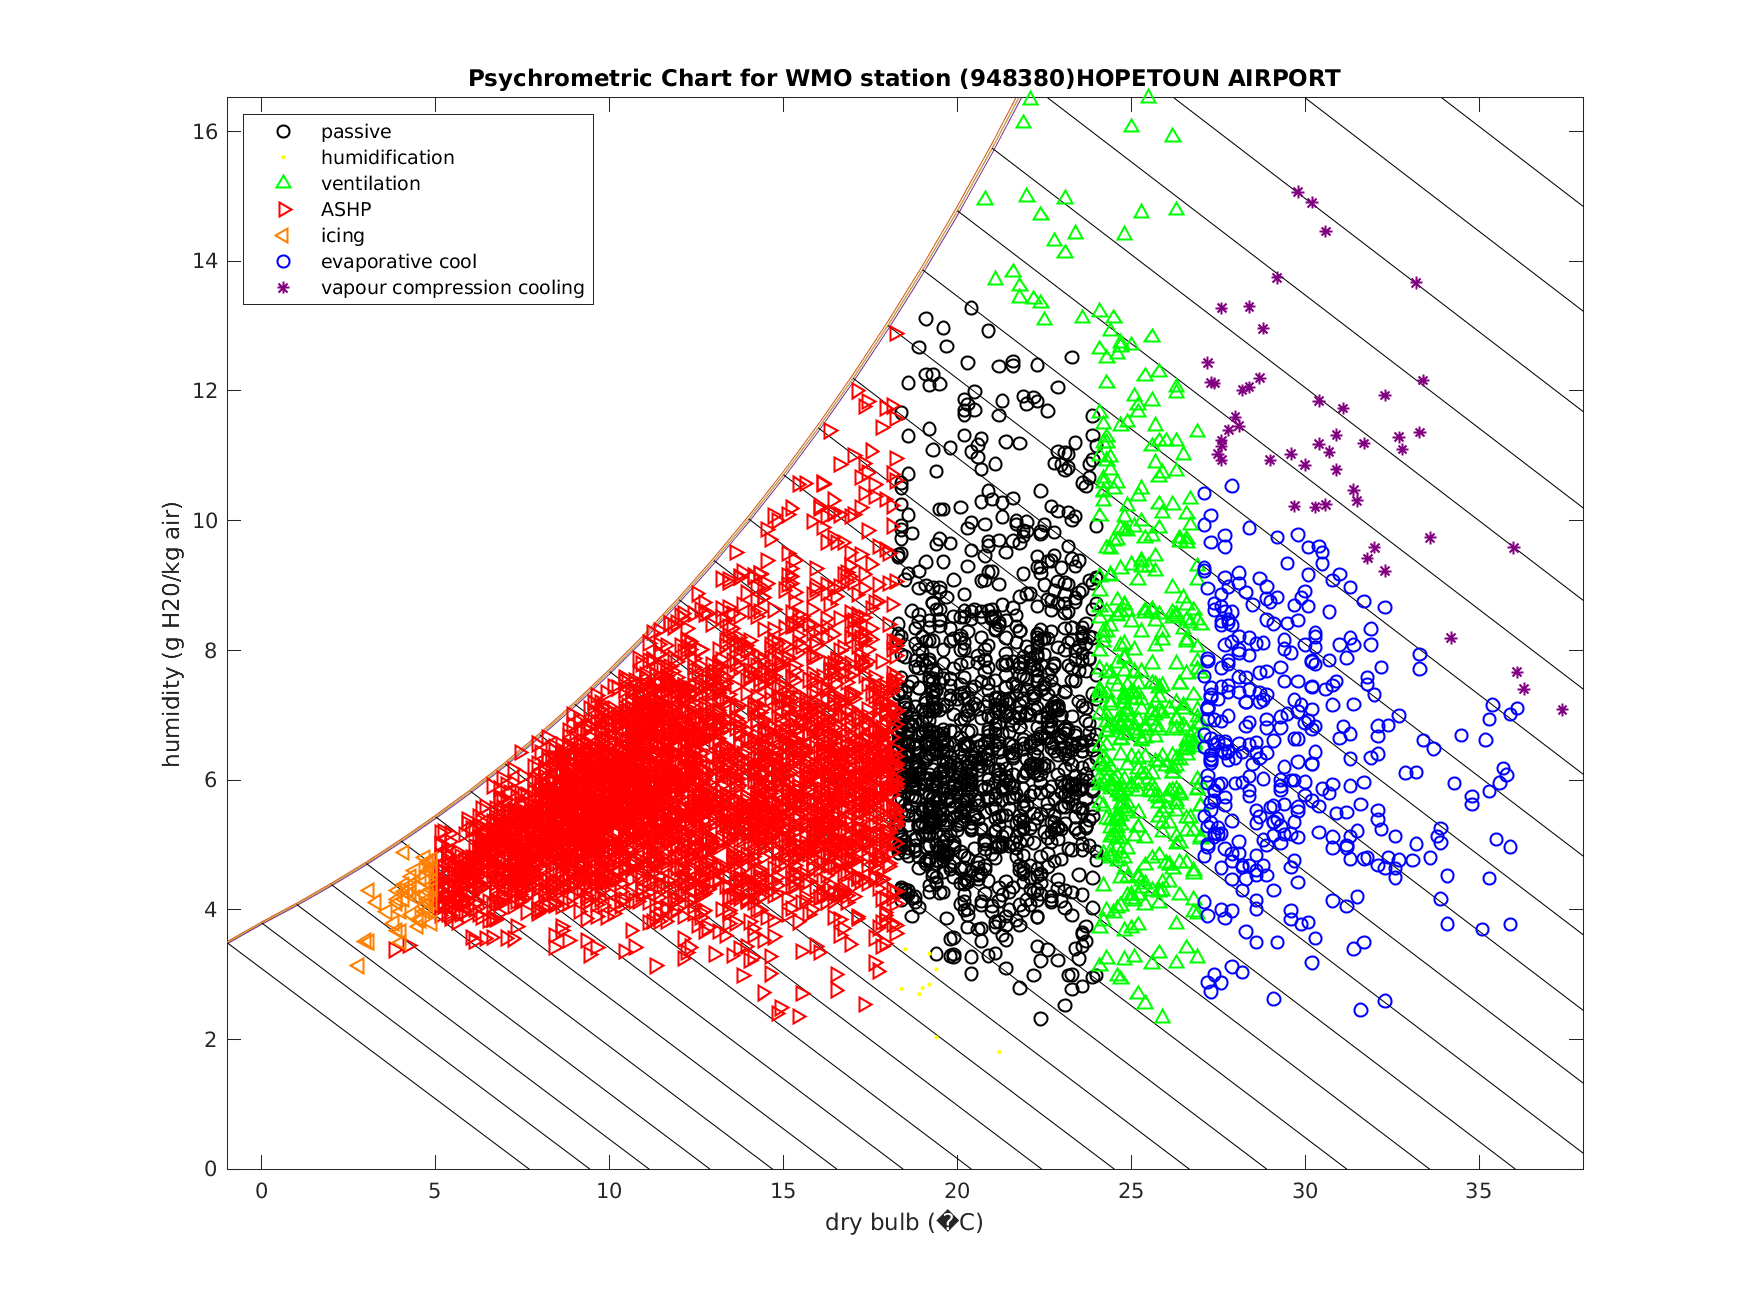 Psychrometric Chart for WMO station (948380)HOPETOUN AIRPORT
passive
humidification
ventilation
ASHP
icing
evaporative cool
vapour compression cooling
humidity (g H20/kg air)
16
14
12
10
8
6
4
2
0
0 5 10 15 20 25 30 35
dry bulb (�C)